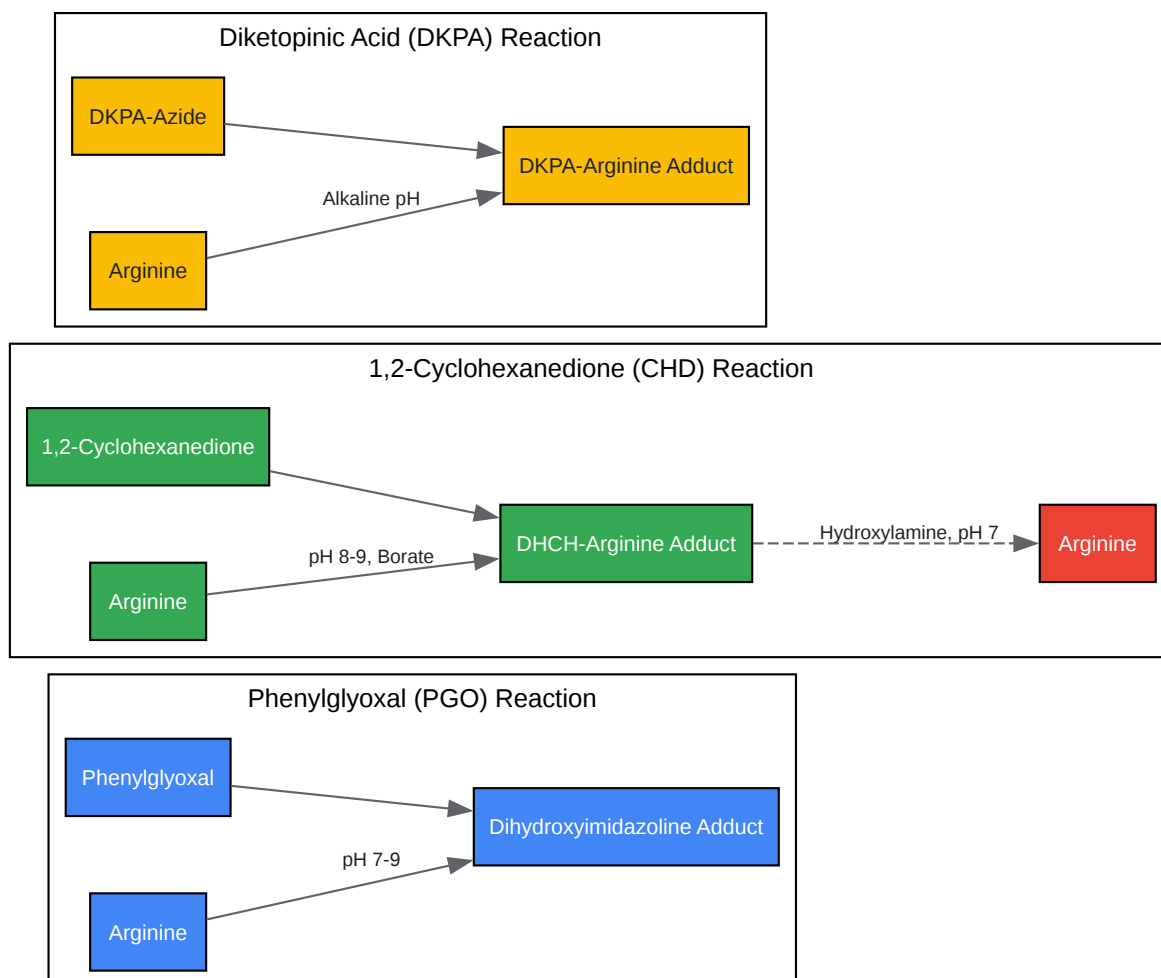 Diketopinic Acid (DKPA) Reaction
DKPA-Azide
DKPA-Arginine Adduct
Alkaline pH
Arginine
1,2-Cyclohexanedione (CHD) Reaction
1,2-Cyclohexanedione
DHCH-Arginine Adduct
Hydroxylamine, pH 7
Arginine
pH 8-9, Borate
Arginine
Phenylglyoxal (PGO) Reaction
Phenylglyoxal
Dihydroxyimidazoline Adduct
pH 7-9
Arginine